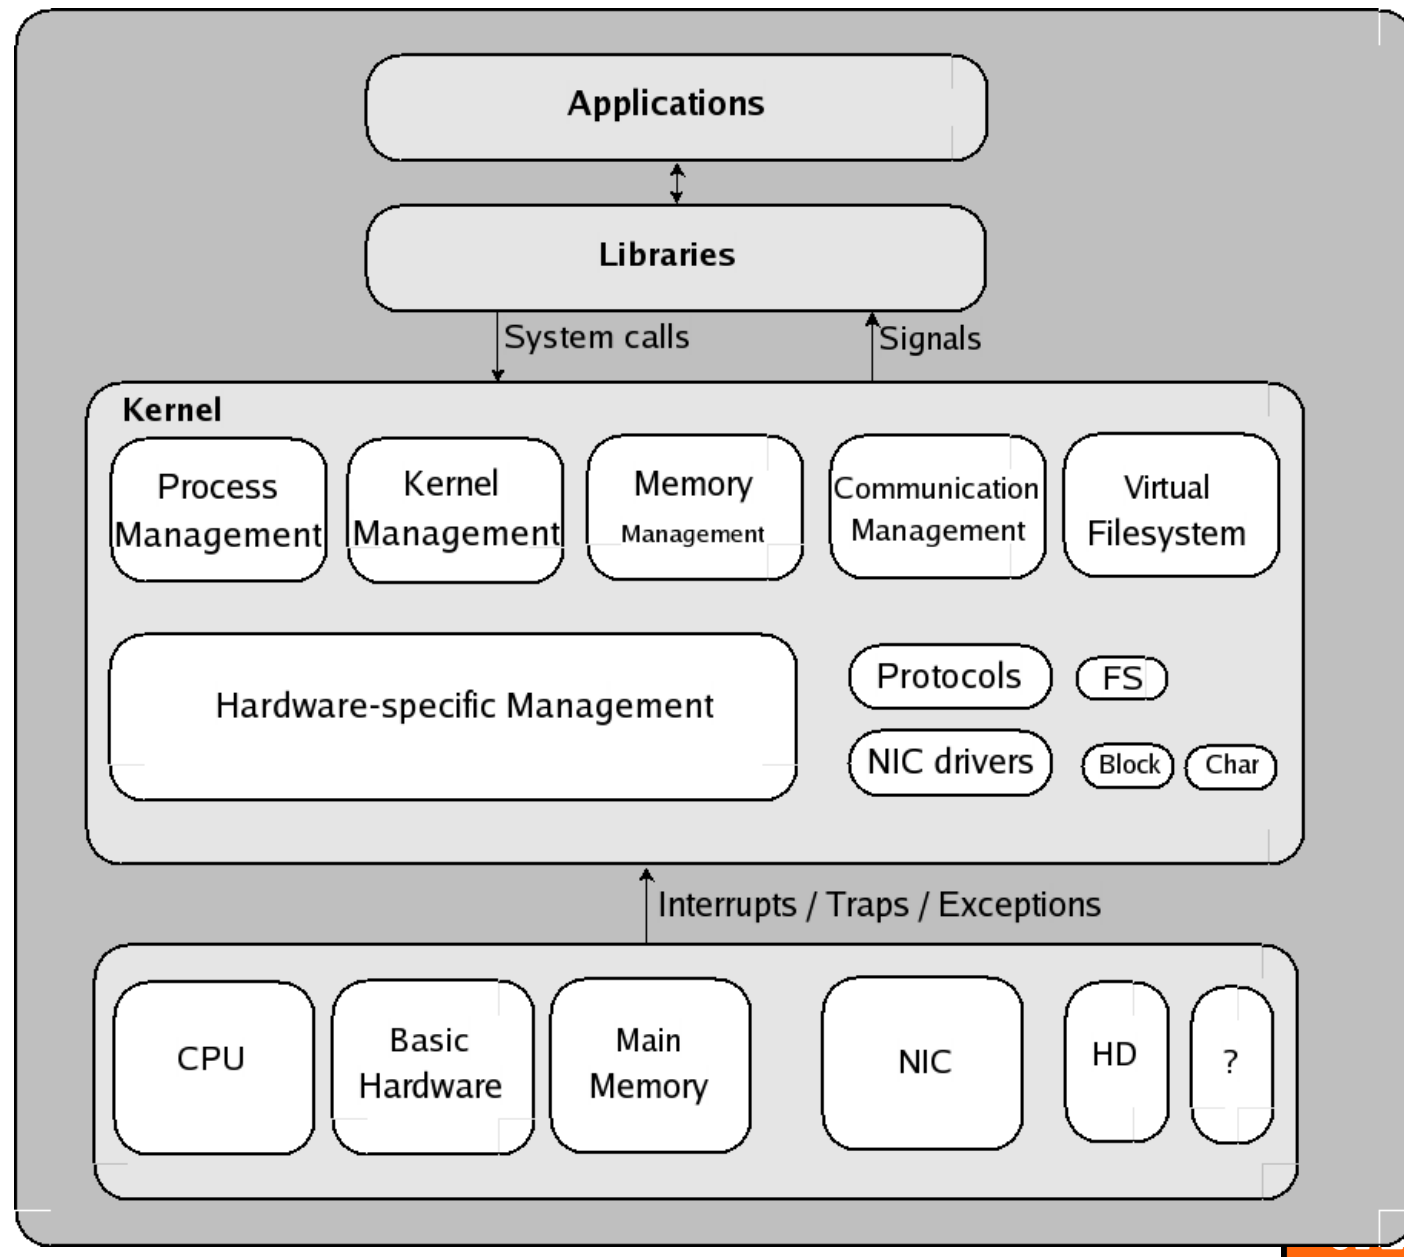 Applications
Libraries
System calls
Signals
Kernel
Process
Management
Kernel
Management
Memory
Management
Communication
Management
Virtual
Filesystem
Hardware-specific Management
Protocols
FS
NIC drivers
Block
Char
Interrupts / Traps / Exceptions
CPU
Basic
Hardware
Main
Memory
NIC
HD
?